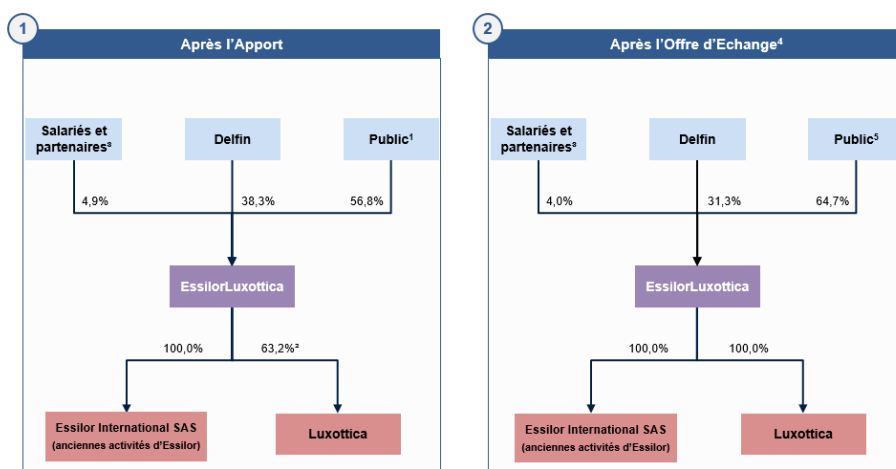 1
Après l'Apport
Salariés et
partenaires³
Delfin
Public¹
4,9%
38,3%
56,8%
EssilorLuxottica
100,0%
63,2%²
Essilor International SAS
(anciennes activités d'Essilor)
Luxottica
2
Après l'Offre d'Echange⁴
Salariés et
partenaires³
Delfin
Public⁵
4,0%
31,3%
64,7%
EssilorLuxottica
100,0%
100,0%
Essilor International SAS
(anciennes activités d'Essilor)
Luxottica